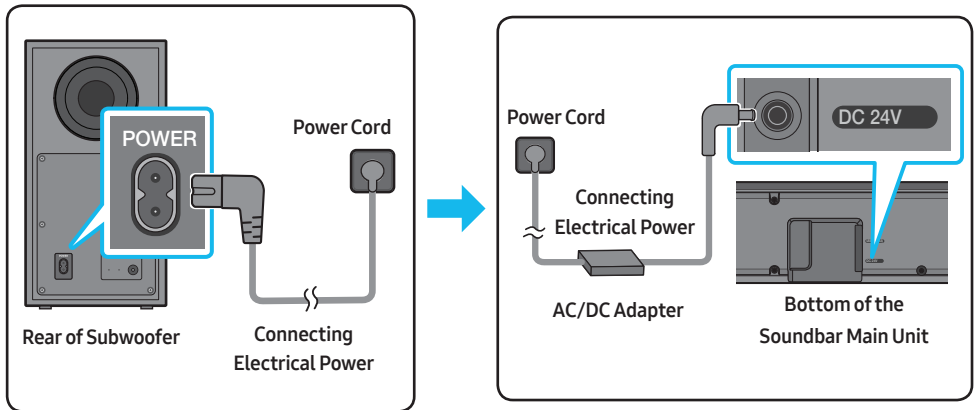 POWER
Power Cord
Rear of Subwoofer
Connecting
Electrical Power
Power Cord
DC 24V
Connecting
Electrical Power
AC/DC Adapter
Bottom of the
Soundbar Main Unit